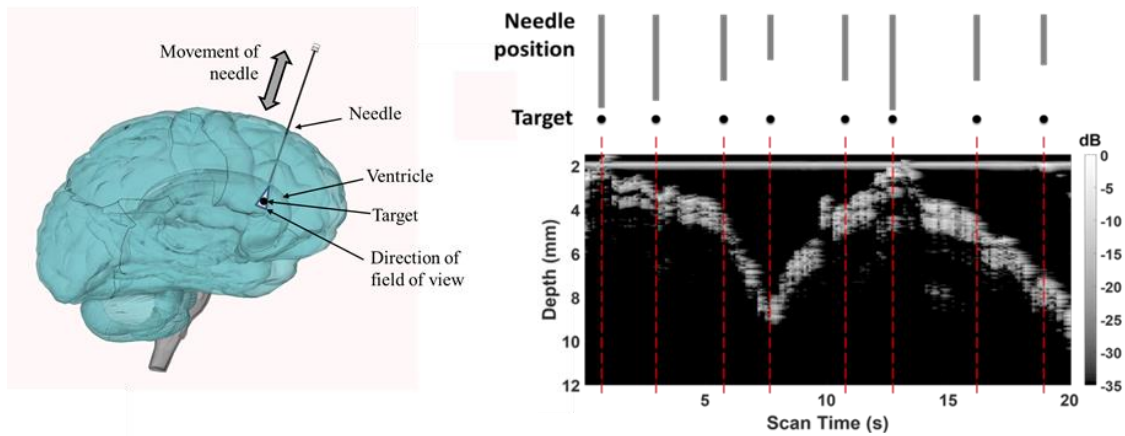 Movement of
needle
Needle
Ventricle
Target
Direction of
field of view
Needle
position
Target
dB
0
-5
-10
-15
-20
-25
-30
-35
Depth (mm)
2
4
6
8
10
12
5
10
15
20
Scan Time (s)